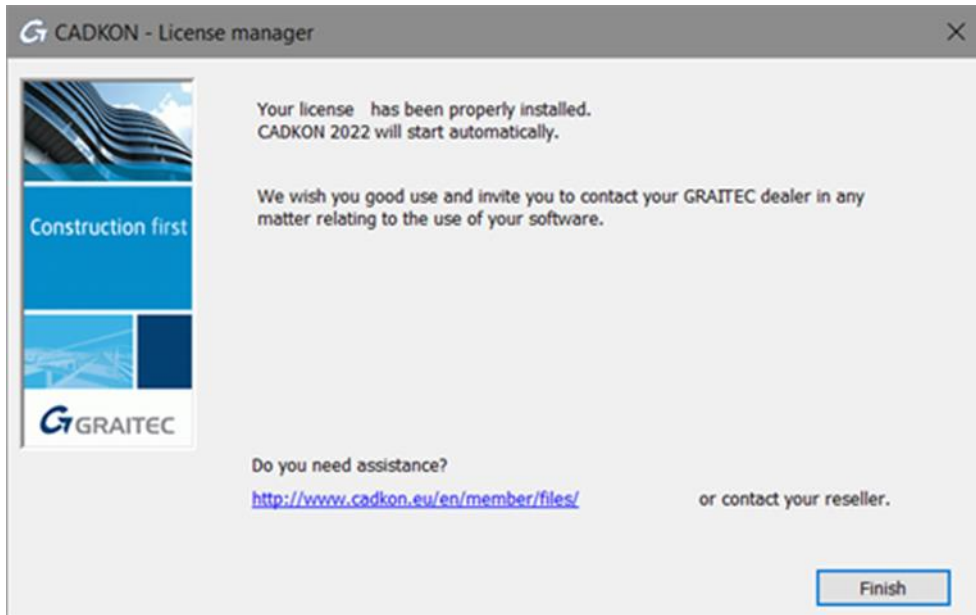 CADKON - License manager
Your license has been properly installed.
CADKON 2022 will start automatically.
We wish you good use and invite you to contact your GRAITEC dealer in any
matter relating to the use of your software.
Construction first
GRAITEC
Do you need assistance?
http://www.cadkon.eu/en/member/files/ or contact your reseller.
Finish